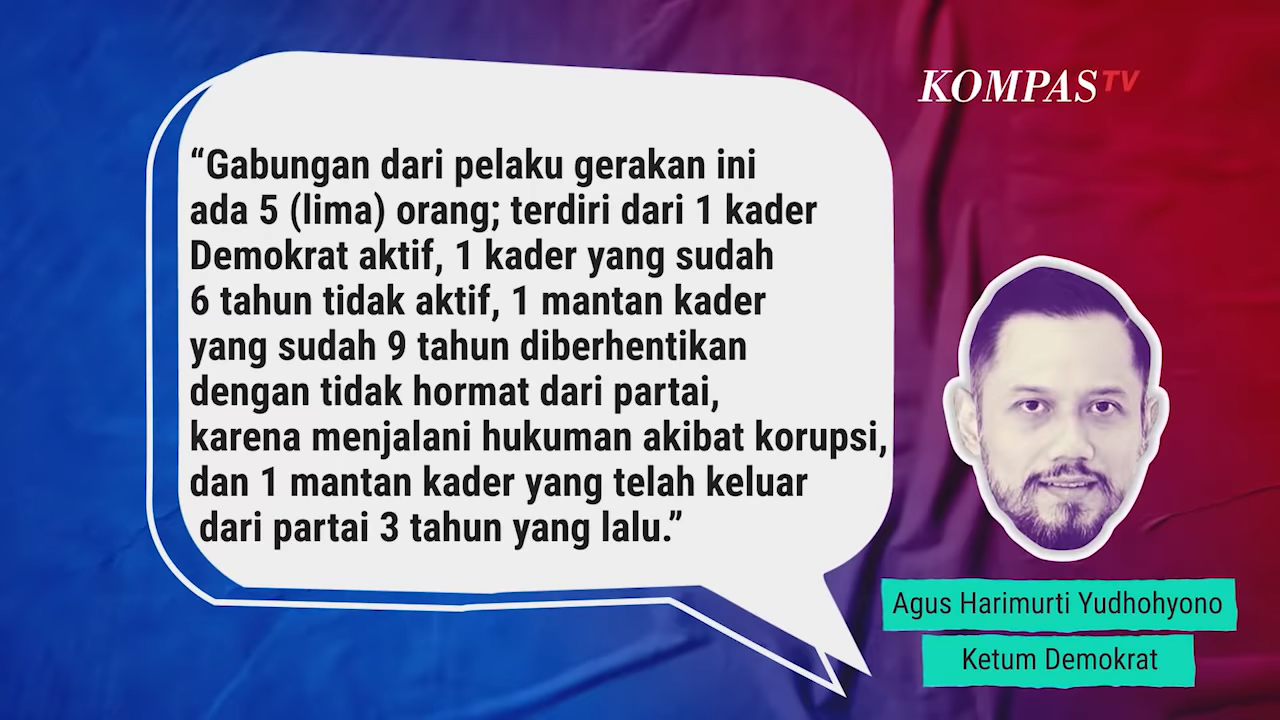 KOMPASTV
“Gabungan dari pelaku gerakan ini
ada 5 (lima) orang; terdiri dari 1 kader
Demokrat aktif, 1 kader yang sudah
6 tahun tidak aktif, 1 mantan kader
yang sudah 9 tahun diberhentikan
dengan tidak hormat dari partai,
karena menjalani hukuman akibat korupsi,
dan 1 mantan kader yang telah keluar
dari partai 3 tahun yang lalu.”
Agus Harimurti Yudhohyono
Ketum Demokrat